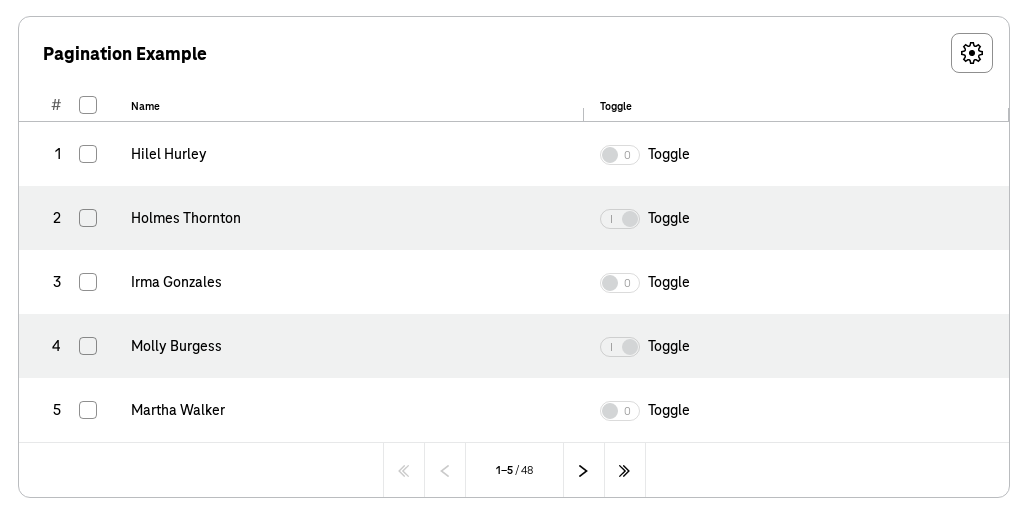 Pagination Example
# Name Toggle
1 Hilel Hurley 0 Toggle
2 Holmes Thornton I Toggle
3 Irma Gonzales 0 Toggle
4 Molly Burgess I Toggle
5 Martha Walker 0 Toggle
1–5 / 48